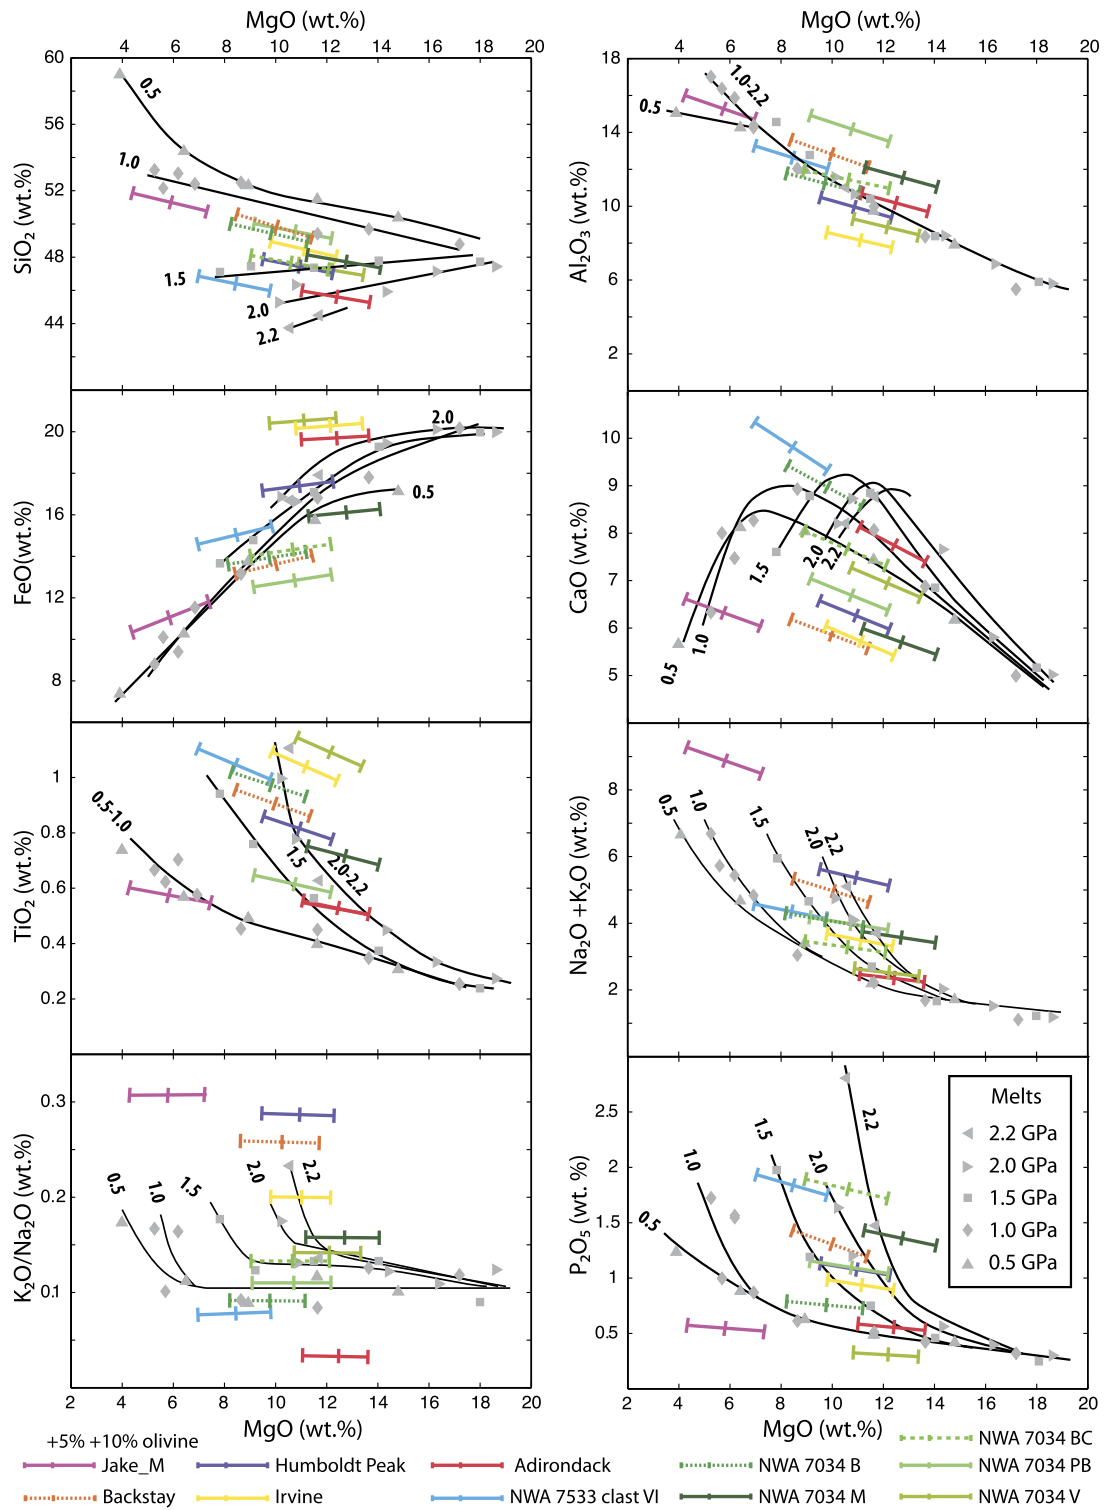 MgO (wt.%)
4 6 8 10 12 14 16 18 20
60
56
52
48
44
SiO₂ (wt.%)
0.5
1.0
1.5
2.0
2.2
MgO (wt.%)
4 6 8 10 12 14 16 18 20
18
14
10
6
2
Al₂O₃ (wt.%)
0.5
1.0-2.2
20
16
12
8
FeO(wt.%)
2.0
0.5
10
9
8
7
6
5
CaO (wt.%)
0.5
1.0
1.5
2.0
2.2
1
0.8
0.6
0.4
0.2
TiO₂ (wt.%)
0.5-1.0
1.5
2.0-2.2
8
6
4
2
Na₂O +K₂O (wt.%)
0.5
1.0
1.5
2.0
2.2
0.3
0.2
0.1
K₂O/Na₂O (wt.%)
0.5
1.0
1.5
2.0
2.2
2 4 6 8 10 12 14 16 18 20
MgO (wt.%)
2.5
2
1.5
1
0.5
P₂O₅ (wt. %)
0.5
1.0
1.5
2.0
2.2
Melts
2.2 GPa
2.0 GPa
1.5 GPa
1.0 GPa
0.5 GPa
2 4 6 8 10 12 14 16 18 20
MgO (wt.%)
+5% +10% olivine
NWA 7034 BC
Jake_M
Humboldt Peak
Adirondack
NWA 7034 B
NWA 7034 PB
Backstay
Irvine
NWA 7533 clast VI
NWA 7034 M
NWA 7034 V